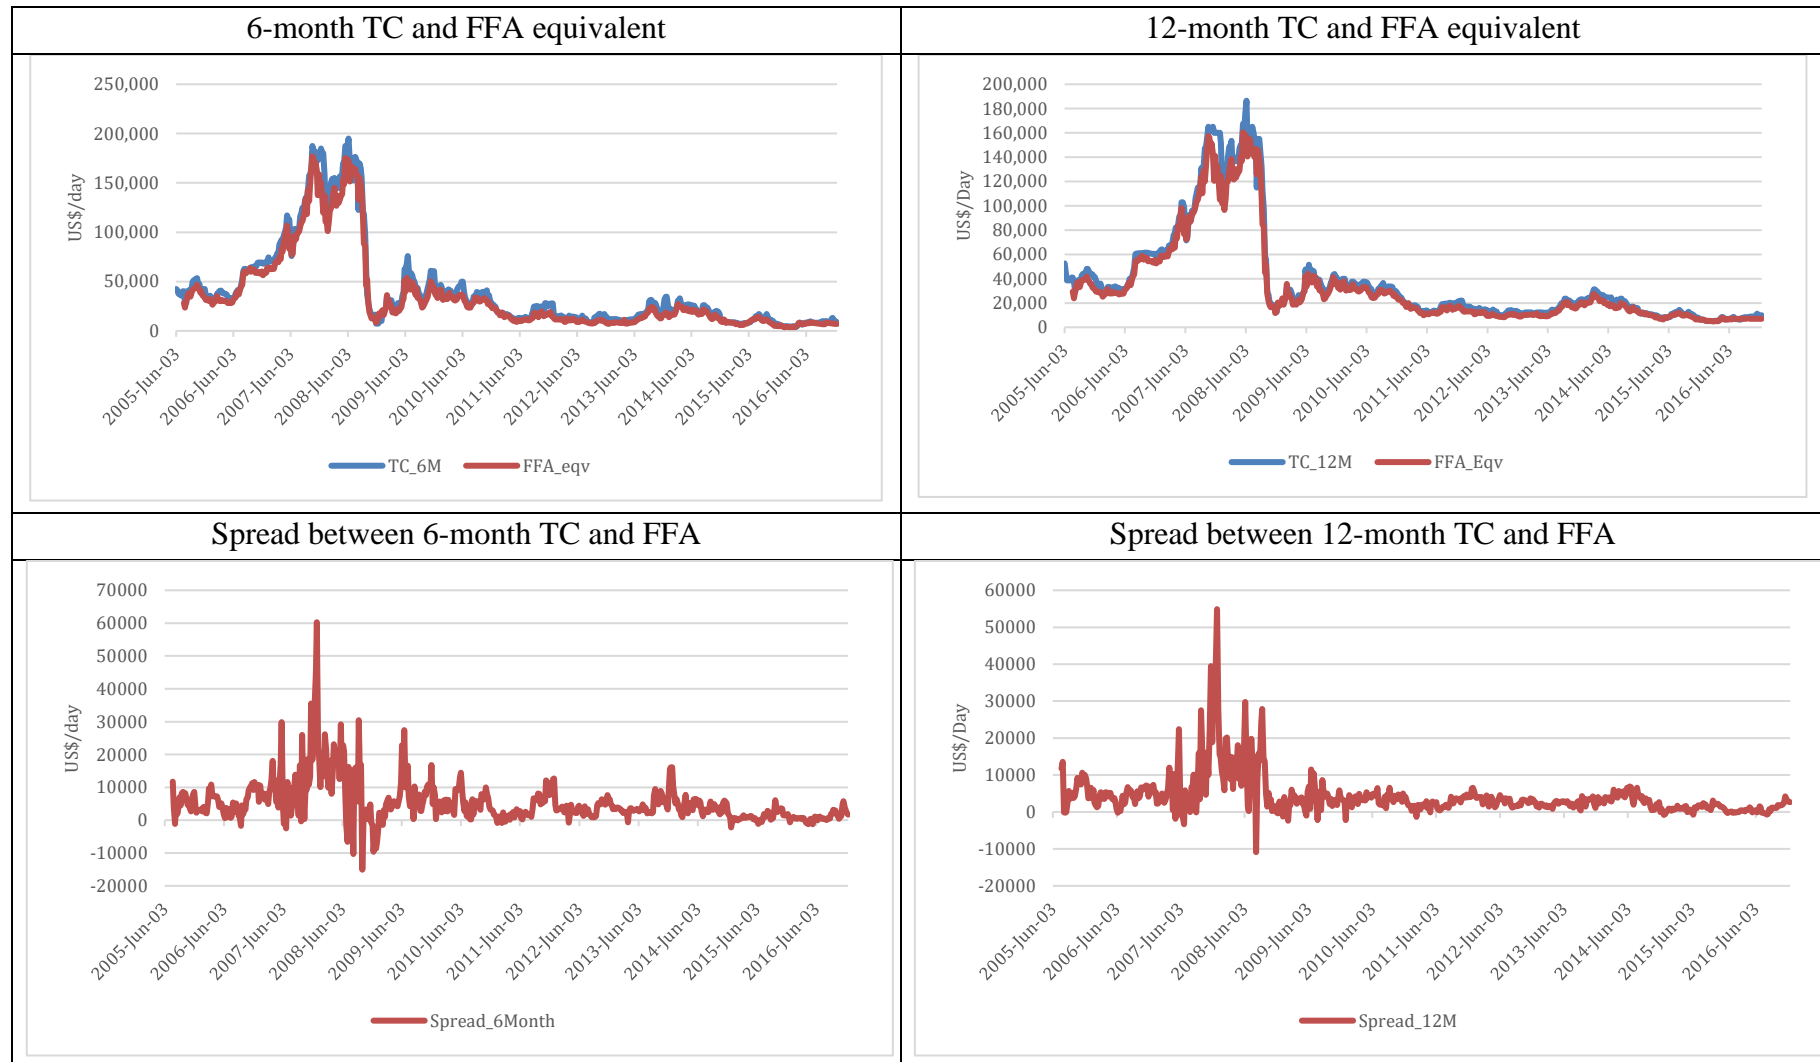 6-month TC and FFA equivalent
250,000
200,000
150,000
100,000
50,000
0
US$/day
2005-Jun-03
2006-Jun-03
2007-Jun-03
2008-Jun-03
2009-Jun-03
2010-Jun-03
2011-Jun-03
2012-Jun-03
2013-Jun-03
2014-Jun-03
2015-Jun-03
2016-Jun-03
TC_6M FFA_eqv
12-month TC and FFA equivalent
200,000
180,000
160,000
140,000
120,000
100,000
80,000
60,000
40,000
20,000
0
US$/Day
2005-Jun-03
2006-Jun-03
2007-Jun-03
2008-Jun-03
2009-Jun-03
2010-Jun-03
2011-Jun-03
2012-Jun-03
2013-Jun-03
2014-Jun-03
2015-Jun-03
2016-Jun-03
TC_12M FFA_Eqv
Spread between 6-month TC and FFA
70000
60000
50000
40000
30000
20000
10000
0
-10000
-20000
US$/day
2005-Jun-03
2006-Jun-03
2007-Jun-03
2008-Jun-03
2009-Jun-03
2010-Jun-03
2011-Jun-03
2012-Jun-03
2013-Jun-03
2014-Jun-03
2015-Jun-03
2016-Jun-03
Spread_6Month
Spread between 12-month TC and FFA
60000
50000
40000
30000
20000
10000
0
-10000
-20000
US$/Day
2005-Jun-03
2006-Jun-03
2007-Jun-03
2008-Jun-03
2009-Jun-03
2010-Jun-03
2011-Jun-03
2012-Jun-03
2013-Jun-03
2014-Jun-03
2015-Jun-03
2016-Jun-03
Spread_12M